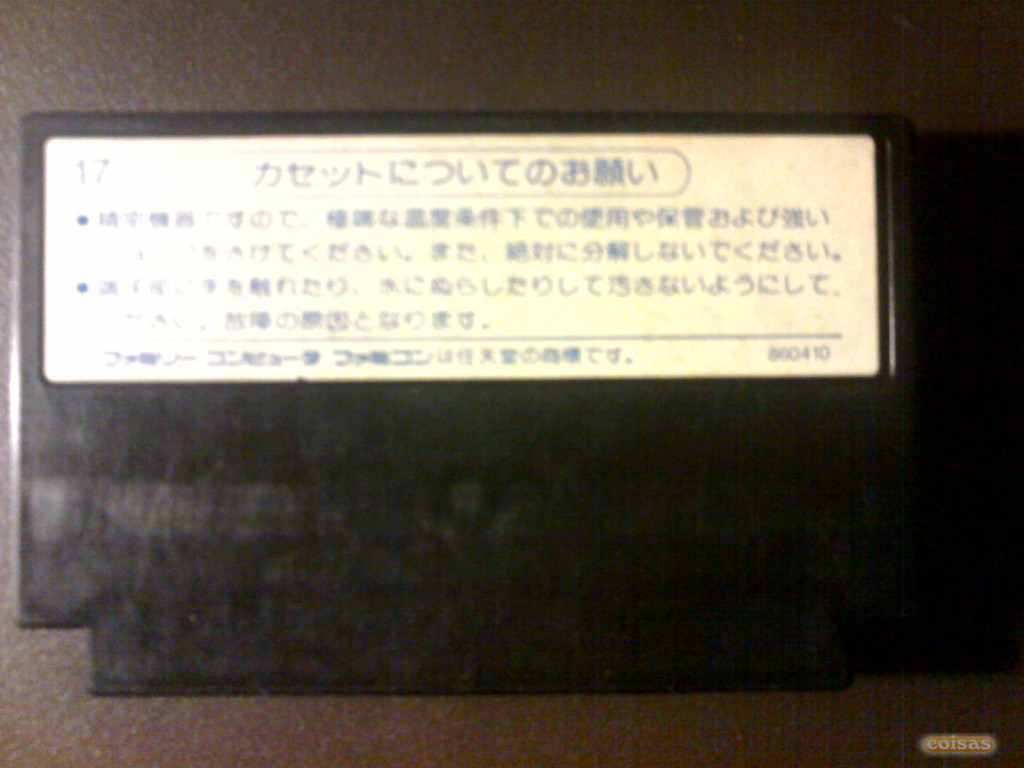 17
カセットについてのお願い
●精密機器ですので、極端な温度条件下での使用や保管および強い
をさけてください。また、絶対に分解しないでください。
●端子部に手を触れたり、水にぬらしたりして汚さないようにして
ください。故障の原因となります。
ファミリーコンピュータ ファミコンは任天堂の商標です。
860410
coisas